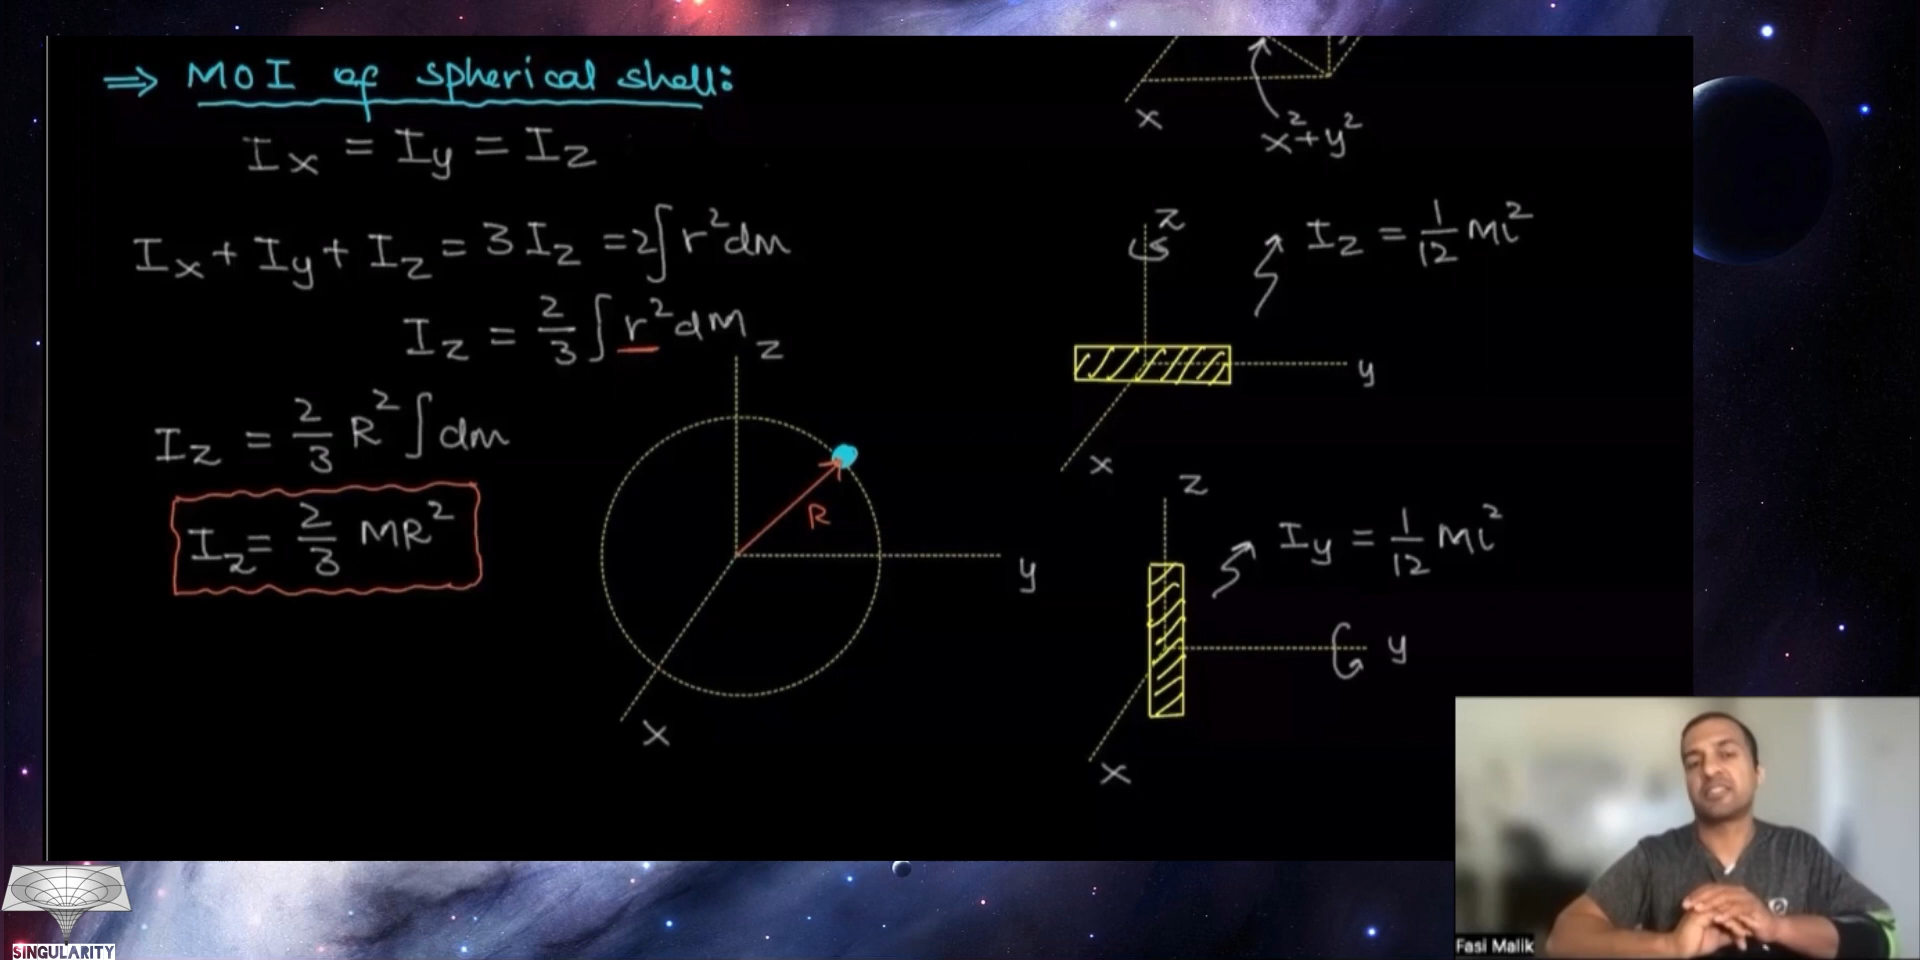 ⇒ MOI of spherical shell:
Ix = Iy = Iz
Ix + Iy + Iz = 3 Iz = 2∫r²dm
Iz = 2/3 ∫r²dm
Iz = 2/3 R² ∫dm
Iz = 2/3 MR²
z
R
y
x
x
x²+y²
z
Iz = 1/12 Ml²
y
x
z
Iy = 1/12 Ml²
y
x
Fasi Malik
SINGULARITY